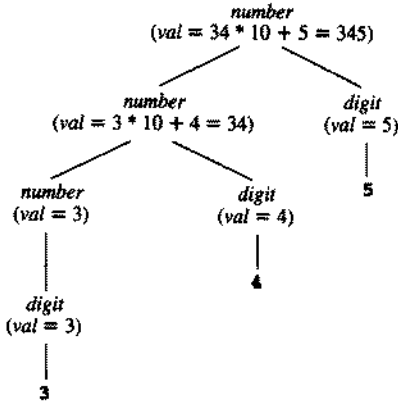 number
(val = 34 * 10 + 5 = 345)
number
(val = 3 * 10 + 4 = 34)
digit
(val = 5)
number
(val = 3)
digit
(val = 4)
5
digit
(val = 3)
4
3